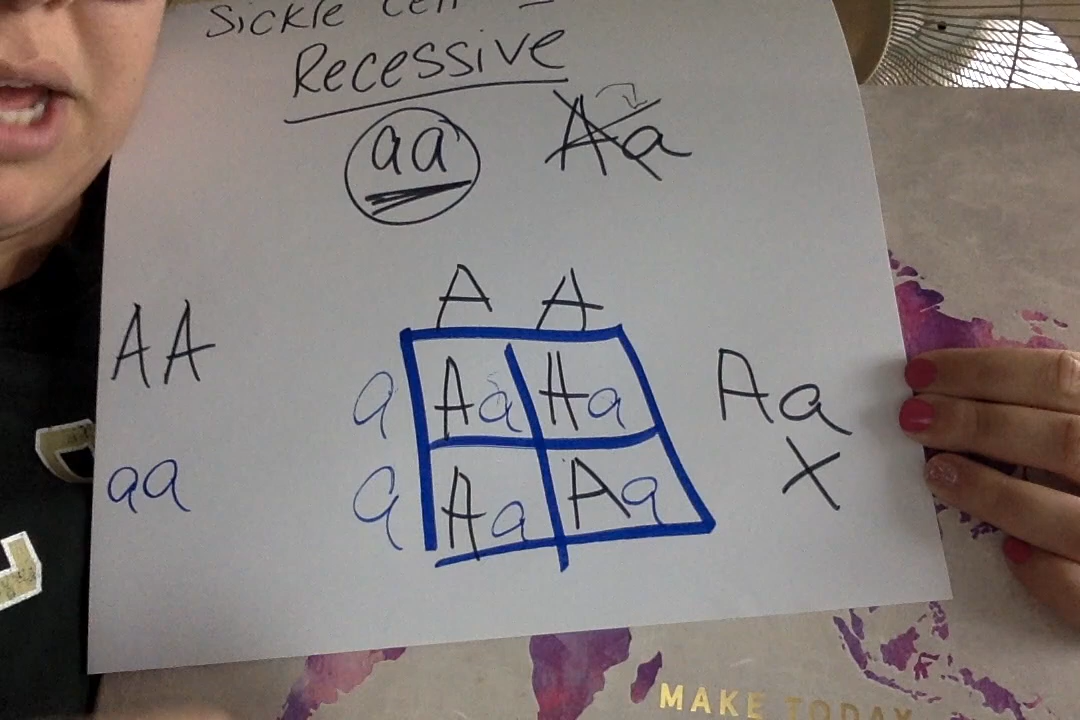 Sickle Cell -
Recessive
aa Aa
A A
AA
a Aa Aa Aa
aa
a Aa Aa X
MAKE TODAY